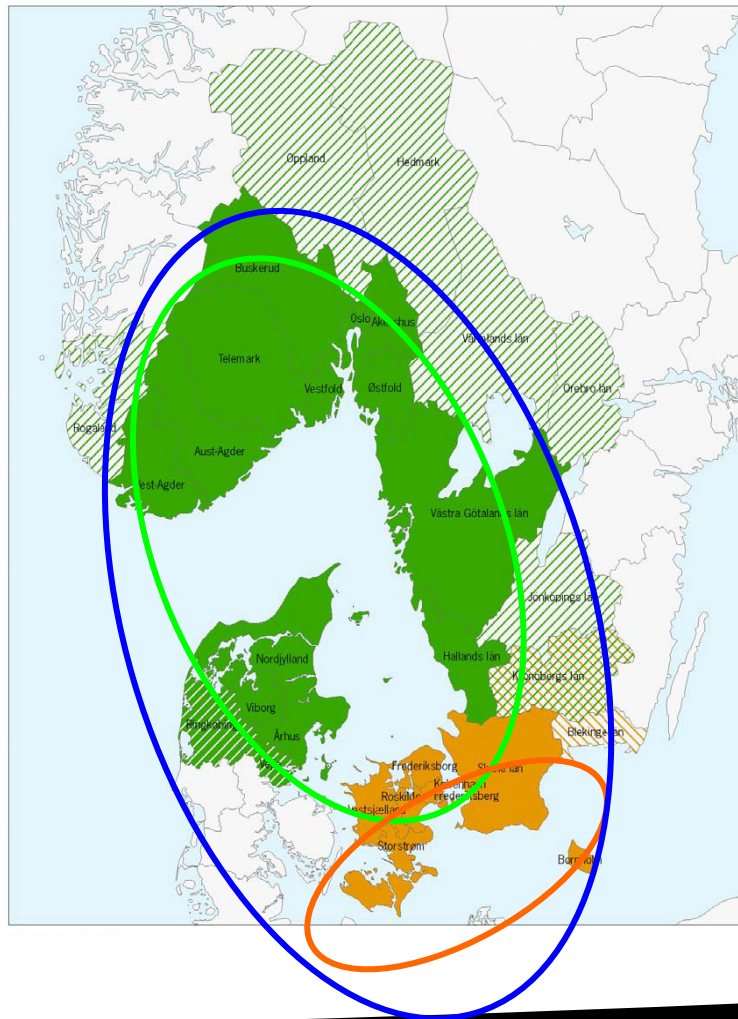 Oppland
Hedmark
Buskerud
Oslo
Akershus
Värmlands län
Telemark
Vestfold
Østfold
Örebro län
Rogaland
Aust-Agder
Vest-Agder
Västra Götalands län
Jönköpings län
Nordjylland
Hallands län
Kronobergs län
Viborg
Ringkøbing
Århus
Blekinge län
Vejle
Frederiksborg
Skåne län
København
Roskilde
Frederiksberg
Vestsjælland
Storstrøm
Bornholm